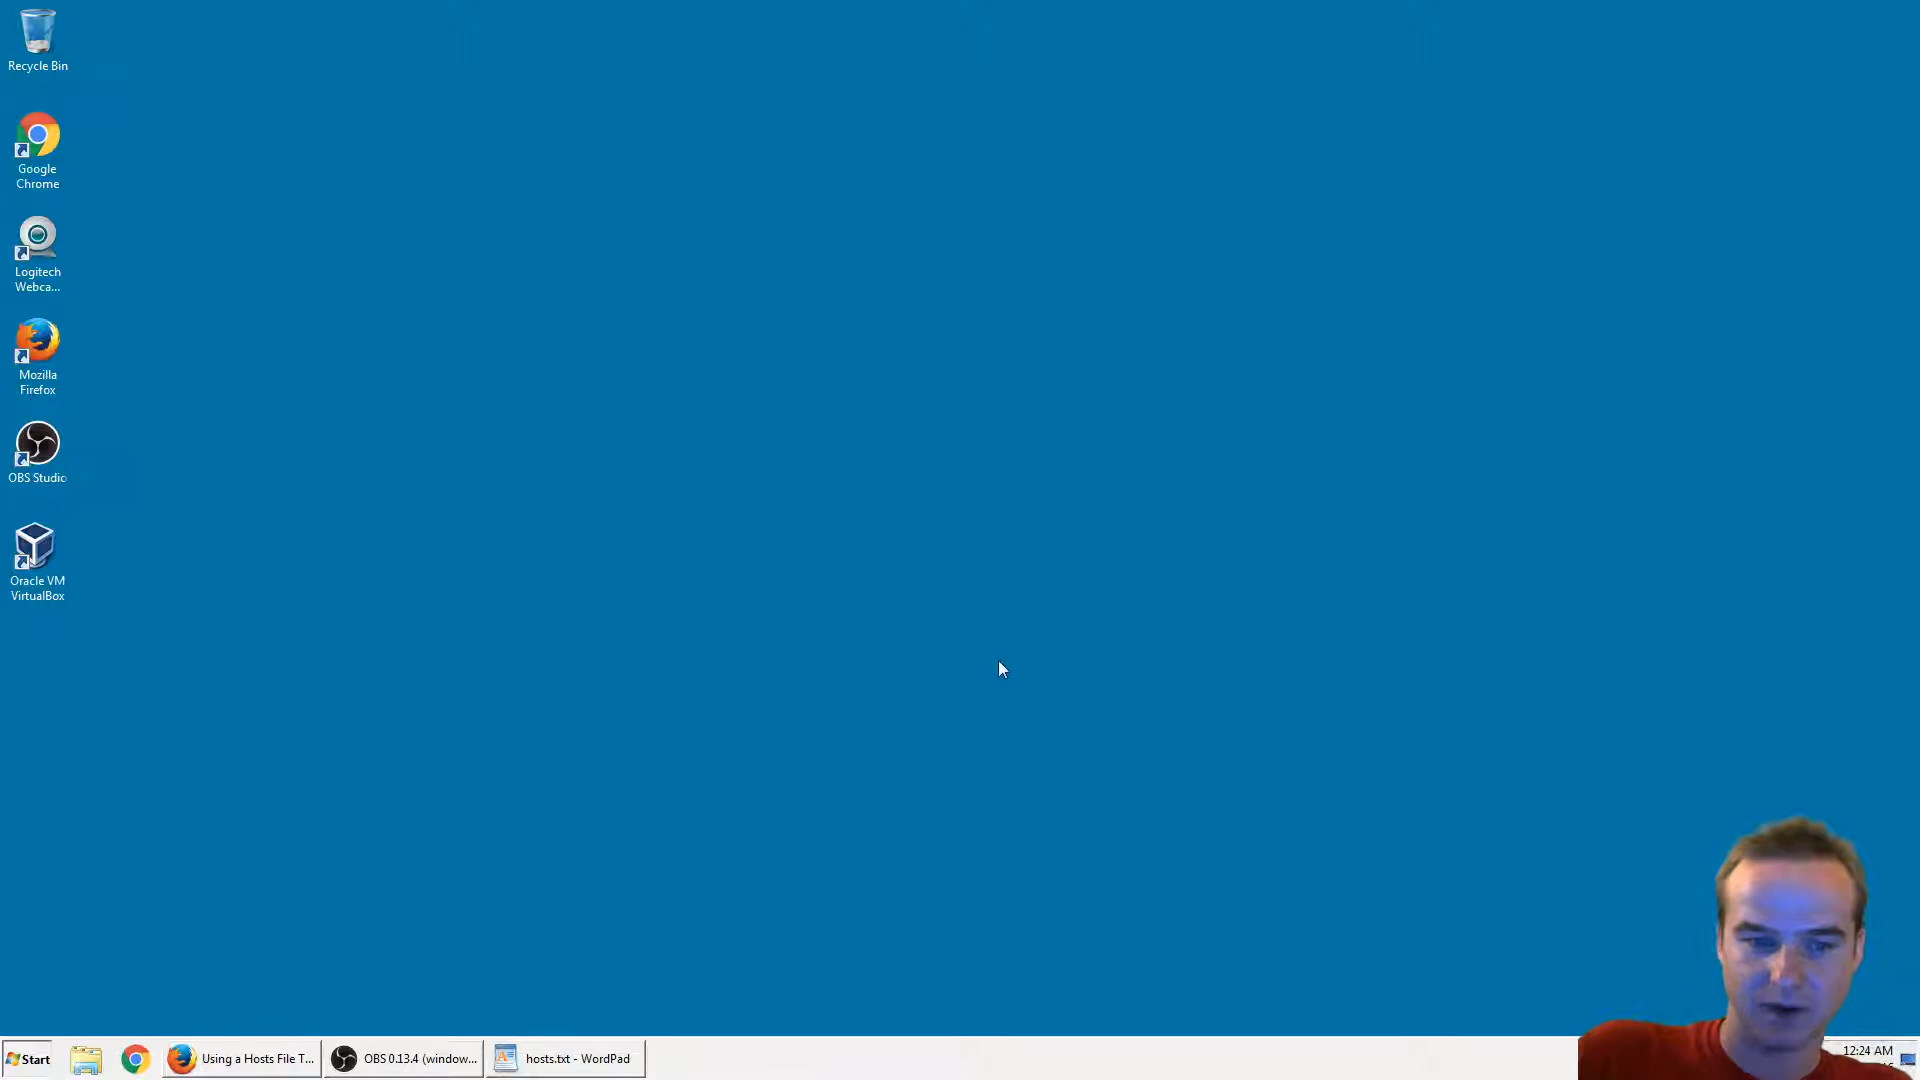 Recycle Bin
Google
Chrome
Logitech
Webca...
Mozilla
Firefox
OBS Studio
Oracle VM
VirtualBox
Start
Using a Hosts File T...
OBS 0.13.4 (window...
hosts.txt - WordPad
12:24 AM